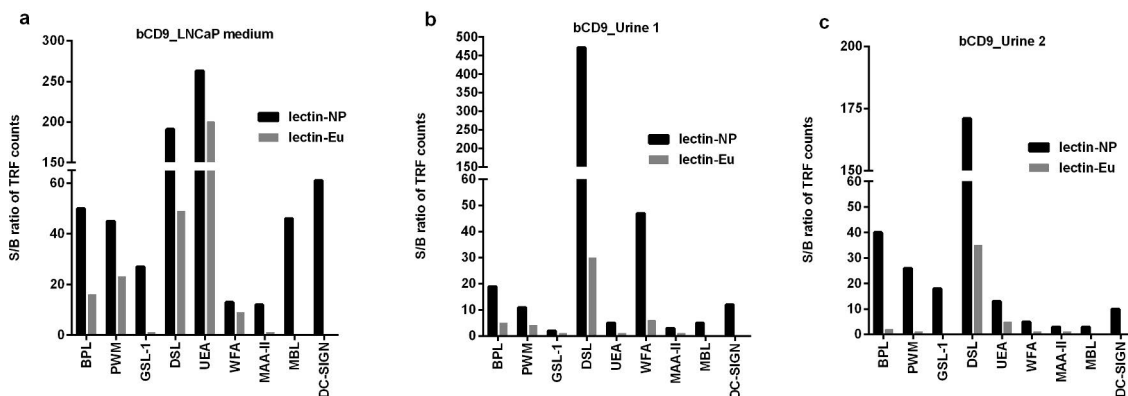 a
bCD9_LNCaP medium
S/B ratio of TRF counts
300
250
200
150
60
40
20
0
lectin-NP
lectin-Eu
BPL
PWM
GSL-1
DSL
UEA
WFA
MAA-II
MBL
DC-SIGN
b
bCD9_Urine 1
S/B ratio of TRF counts
500
450
400
350
300
250
200
150
100
60
50
40
30
20
10
0
lectin-NP
lectin-Eu
BPL
PWM
GSL-1
DSL
UEA
WFA
MAA-II
MBL
DC-SIGN
c
bCD9_Urine 2
S/B ratio of TRF counts
200
175
150
60
50
40
30
20
10
0
lectin-NP
lectin-Eu
BPL
PWM
GSL-1
DSL
UEA
WFA
MAA-II
MBL
DC-SIGN